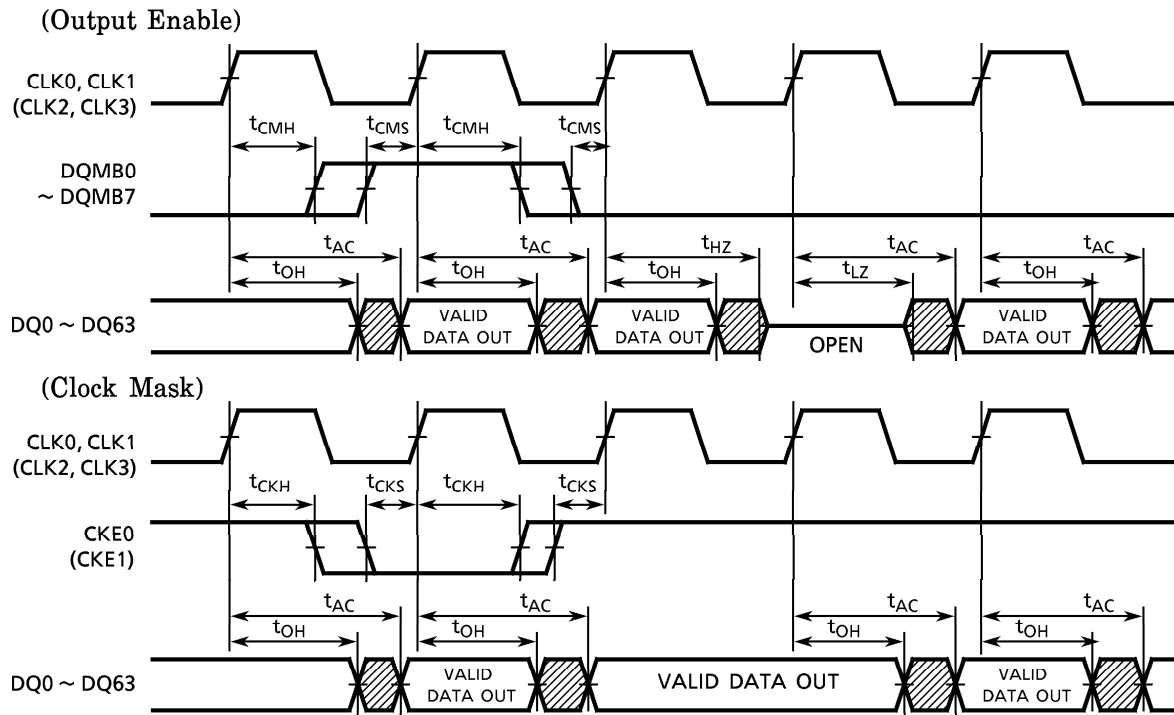 (Output Enable)
CLK0, CLK1
(CLK2, CLK3)
tCMH tCMS tCMH tCMS
DQMB0
~ DQMB7
tAC tAC tHZ tAC tAC
tOH tOH tOH tLZ tOH
DQ0 ~ DQ63
VALID
DATA OUT
VALID
DATA OUT
OPEN
VALID
DATA OUT
(Clock Mask)
CLK0, CLK1
(CLK2, CLK3)
tCKH tCKS tCKH tCKS
CKE0
(CKE1)
tAC tAC tAC tAC
tOH tOH tOH tOH
DQ0 ~ DQ63
VALID
DATA OUT
VALID DATA OUT
VALID
DATA OUT